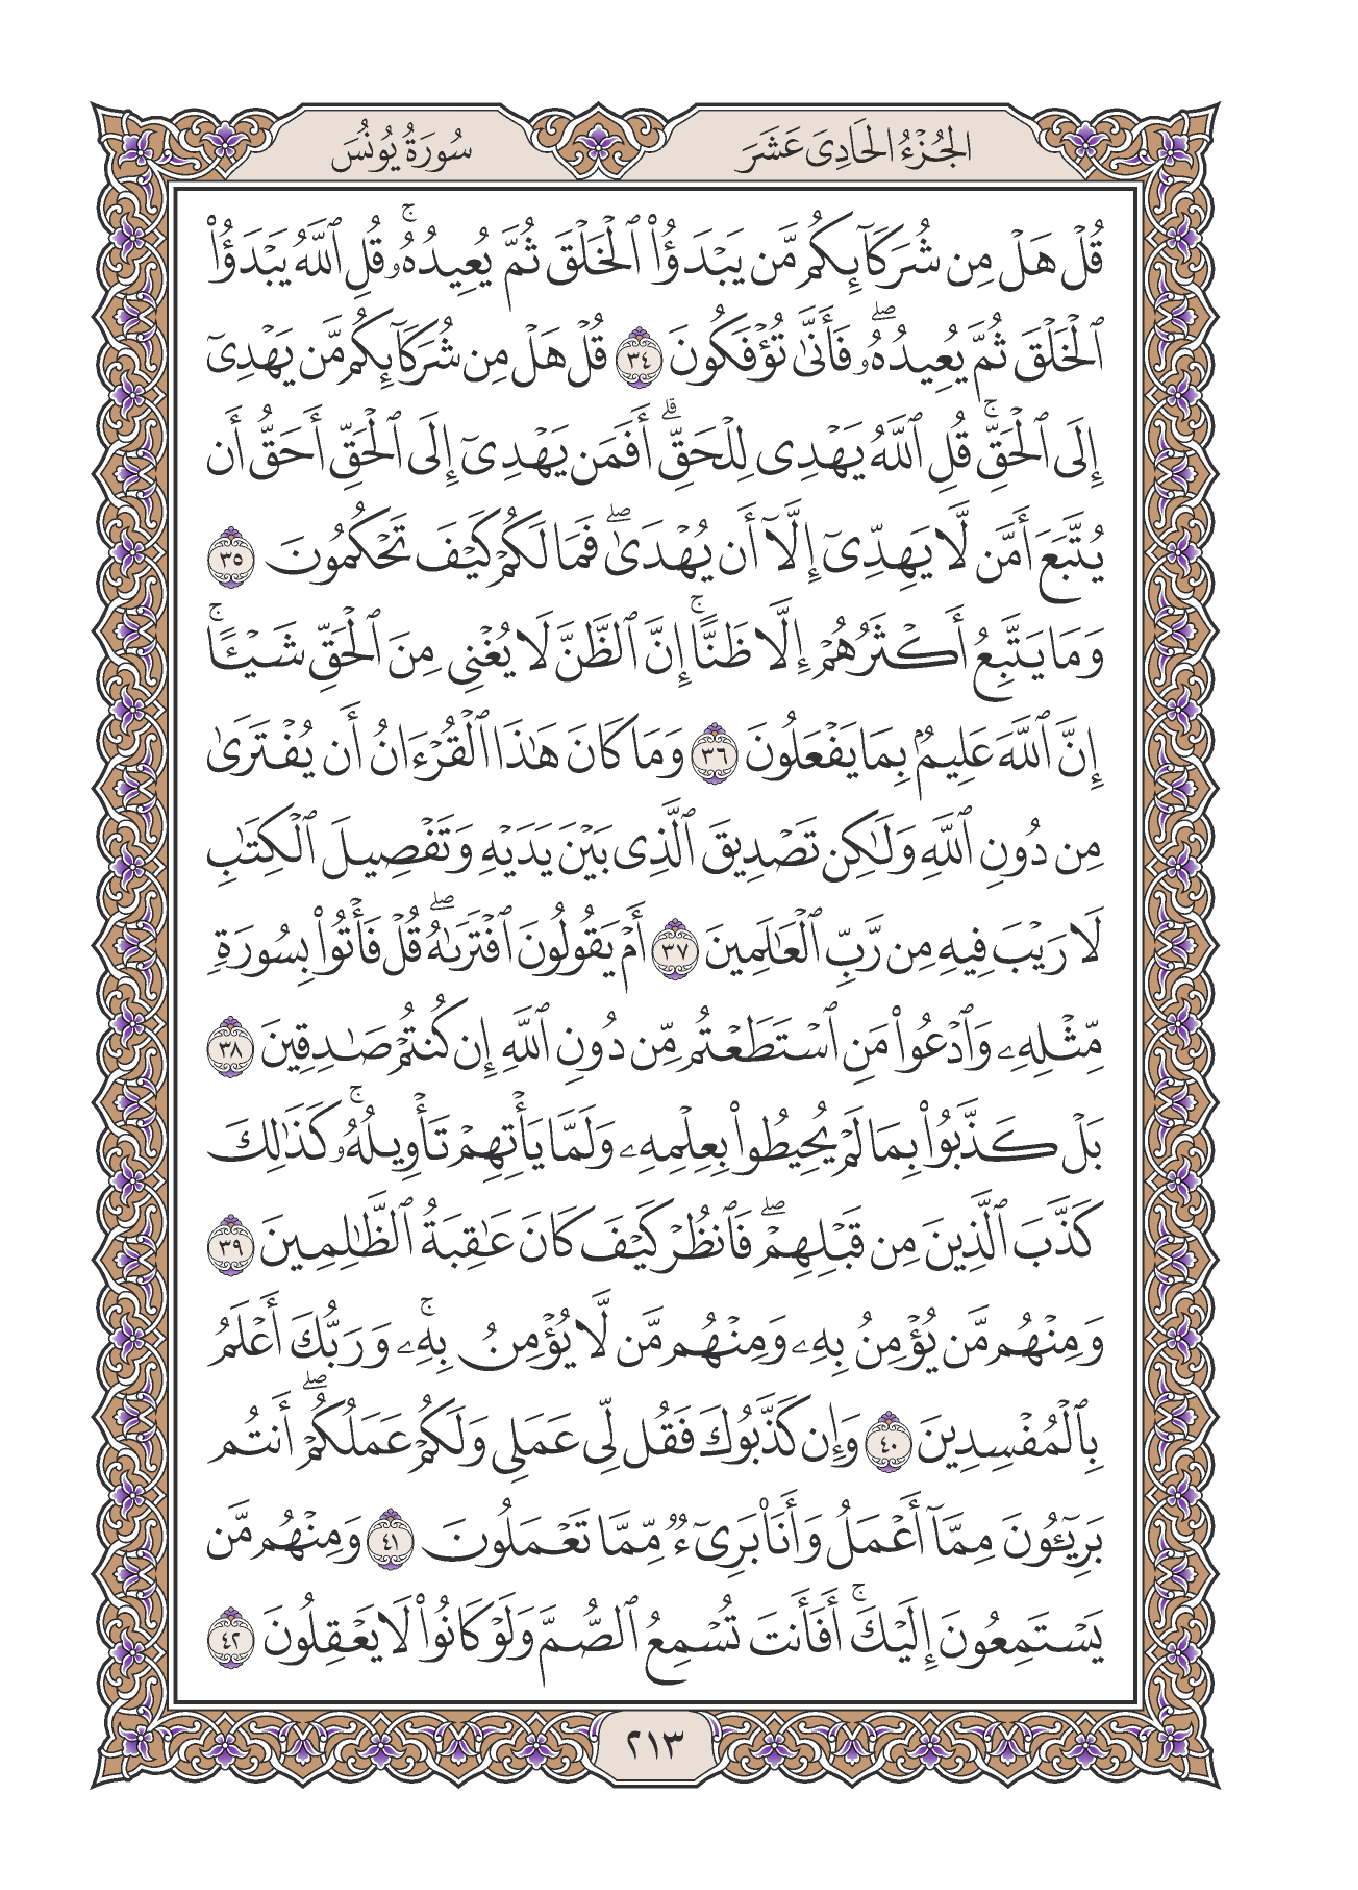 الجُزْءُ الحَادِيَ عَشَرَ
سُورَةُ يُونُسَ
قُلْ هَلْ مِن شُرَكَآئِكُم مَّن يَبْدَؤُا۟ ٱلْخَلْقَ ثُمَّ يُعِيدُهُۥ ۚ قُلِ ٱللَّهُ يَبْدَؤُا۟
ٱلْخَلْقَ ثُمَّ يُعِيدُهُۥ ۖ فَأَنَّىٰ تُؤْفَكُونَ ٣٤ قُلْ هَلْ مِن شُرَكَآئِكُم مَّن يَهْدِىٓ
إِلَى ٱلْحَقِّ ۚ قُلِ ٱللَّهُ يَهْدِى لِلْحَقِّ ۗ أَفَمَن يَهْدِىٓ إِلَى ٱلْحَقِّ أَحَقُّ أَن
يُتَّبَعَ أَمَّن لَّا يَهِدِّىٓ إِلَّآ أَن يُهْدَىٰ ۖ فَمَا لَكُمْ كَيْفَ تَحْكُمُونَ ٣٥
وَمَا يَتَّبِعُ أَكْثَرُهُمْ إِلَّا ظَنًّا ۚ إِنَّ ٱلظَّنَّ لَا يُغْنِى مِنَ ٱلْحَقِّ شَيْـًٔا ۚ
إِنَّ ٱللَّهَ عَلِيمٌۢ بِمَا يَفْعَلُونَ ٣٦ وَمَا كَانَ هَـٰذَا ٱلْقُرْءَانُ أَن يُفْتَرَىٰ
مِن دُونِ ٱللَّهِ وَلَـٰكِن تَصْدِيقَ ٱلَّذِى بَيْنَ يَدَيْهِ وَتَفْصِيلَ ٱلْكِتَـٰبِ
لَا رَيْبَ فِيهِ مِن رَّبِّ ٱلْعَـٰلَمِينَ ٣٧ أَمْ يَقُولُونَ ٱفْتَرَىٰهُ ۖ قُلْ فَأْتُوا۟ بِسُورَةٍ
مِّثْلِهِۦ وَٱدْعُوا۟ مَنِ ٱسْتَطَعْتُم مِّن دُونِ ٱللَّهِ إِن كُنتُمْ صَـٰدِقِينَ ٣٨
بَلْ كَذَّبُوا۟ بِمَا لَمْ يُحِيطُوا۟ بِعِلْمِهِۦ وَلَمَّا يَأْتِهِمْ تَأْوِيلُهُۥ ۚ كَذَٰلِكَ
كَذَّبَ ٱلَّذِينَ مِن قَبْلِهِمْ ۖ فَٱنظُرْ كَيْفَ كَانَ عَـٰقِبَةُ ٱلظَّـٰلِمِينَ ٣٩
وَمِنْهُم مَّن يُؤْمِنُ بِهِۦ وَمِنْهُم مَّن لَّا يُؤْمِنُ بِهِۦ ۚ وَرَبُّكَ أَعْلَمُ
بِٱلْمُفْسِدِينَ ٤٠ وَإِن كَذَّبُوكَ فَقُل لِّى عَمَلِى وَلَكُمْ عَمَلُكُمْ ۖ أَنتُم
بَرِيٓـُٔونَ مِمَّآ أَعْمَلُ وَأَنَا۠ بَرِىٓءٌ مِّمَّا تَعْمَلُونَ ٤١ وَمِنْهُم مَّن
يَسْتَمِعُونَ إِلَيْكَ ۚ أَفَأَنتَ تُسْمِعُ ٱلصُّمَّ وَلَوْ كَانُوا۟ لَا يَعْقِلُونَ ٤٢
٢١٣